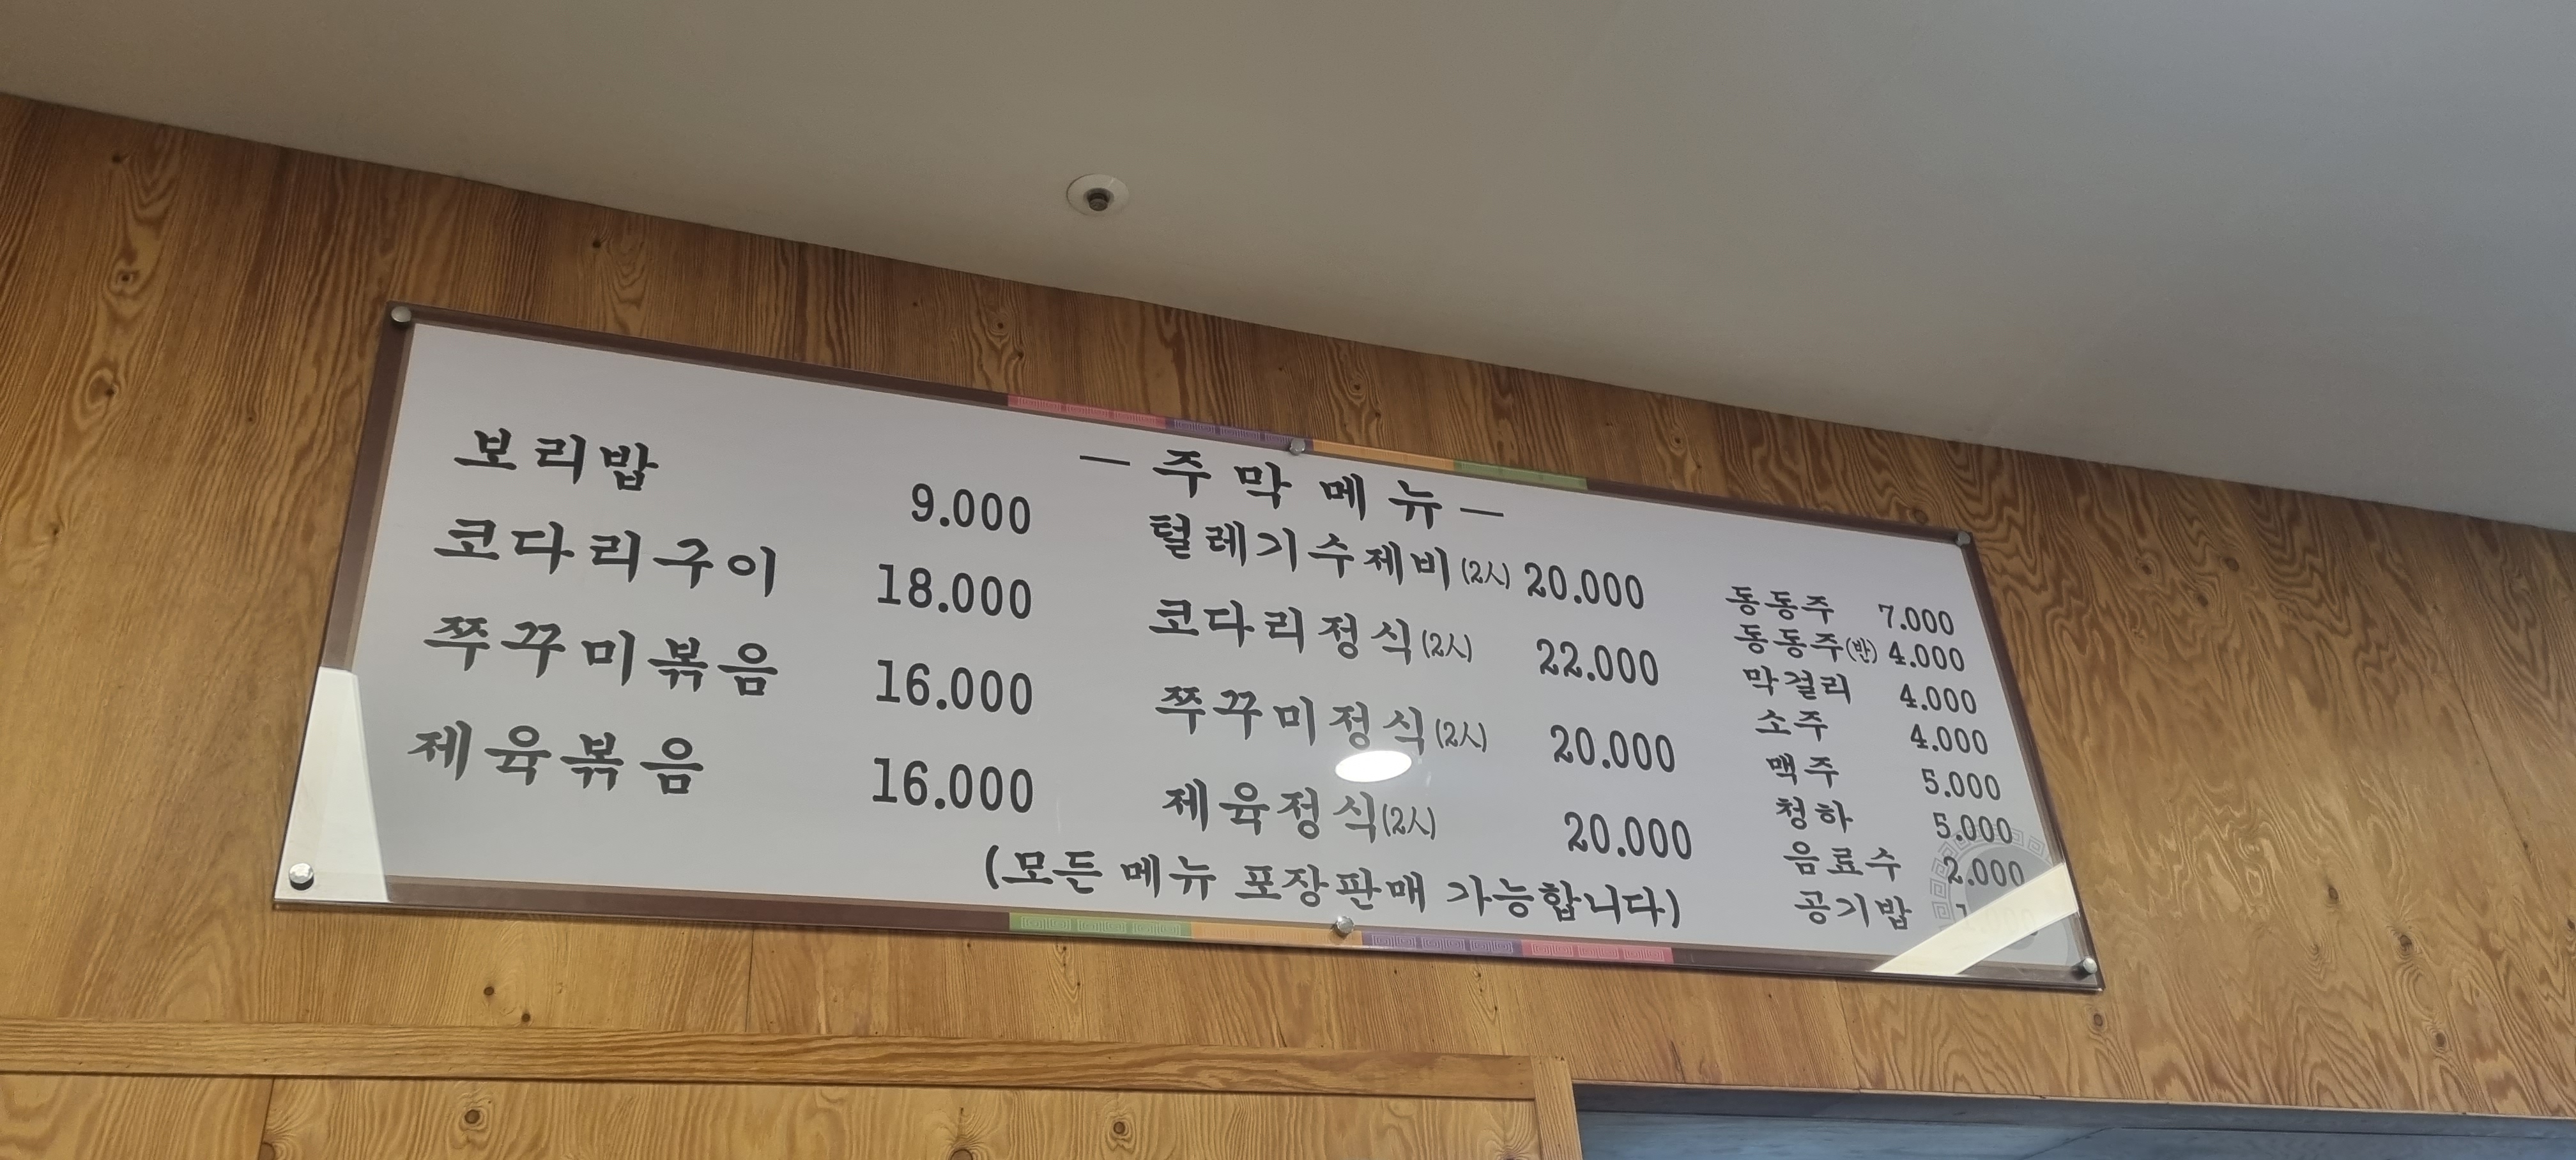 — 주막메뉴 —
보리밥 9.000
코다리구이 18.000
쭈꾸미볶음 16.000
제육볶음 16.000
털레기수제비(2人) 20.000
코다리정식(2人) 22.000
쭈꾸미정식(2人) 20.000
제육정식(2人) 20.000
동동주 7.000
동동주(반) 4.000
막걸리 4.000
소주 4.000
맥주 5.000
청하 5.000
음료수 2.000
공기밥
(모든 메뉴 포장판매 가능합니다)